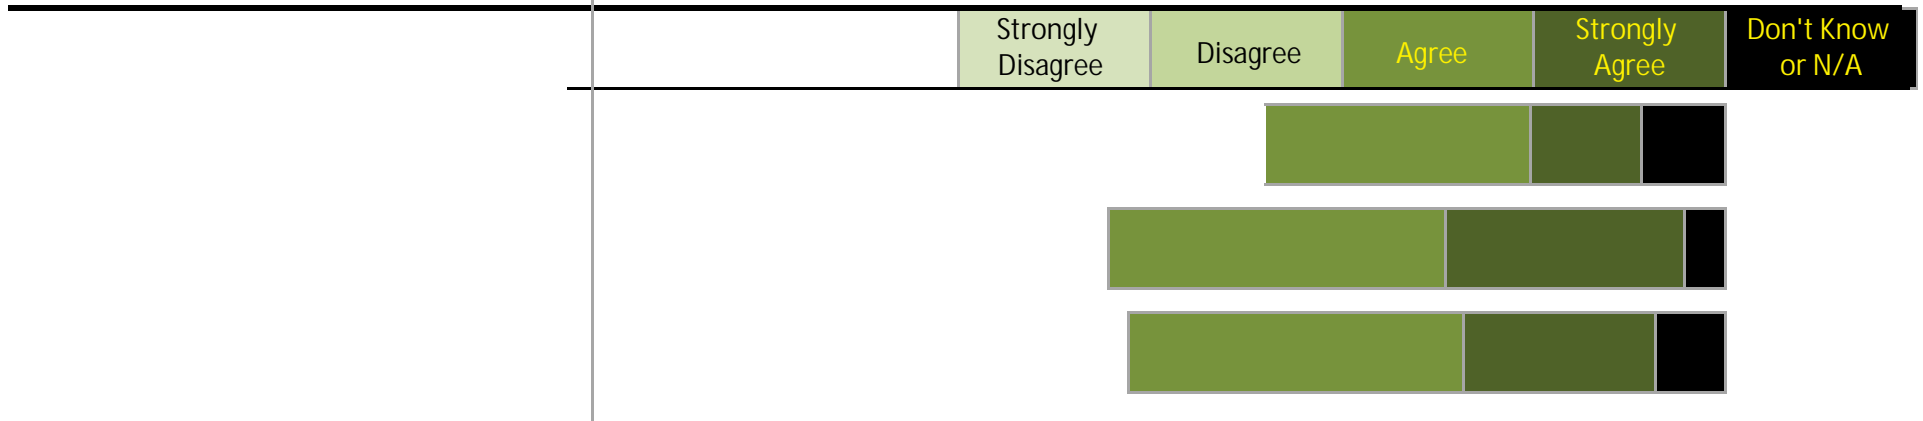 Strongly
Disagree
Disagree
Agree
Strongly
Agree
Don't Know
or N/A